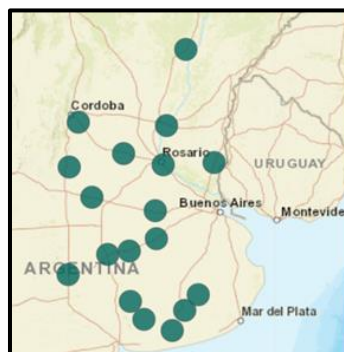 Cordoba
Rosario
URUGUAY
Buenos Aires
Montevide
ARGENTINA
Mar del Plata